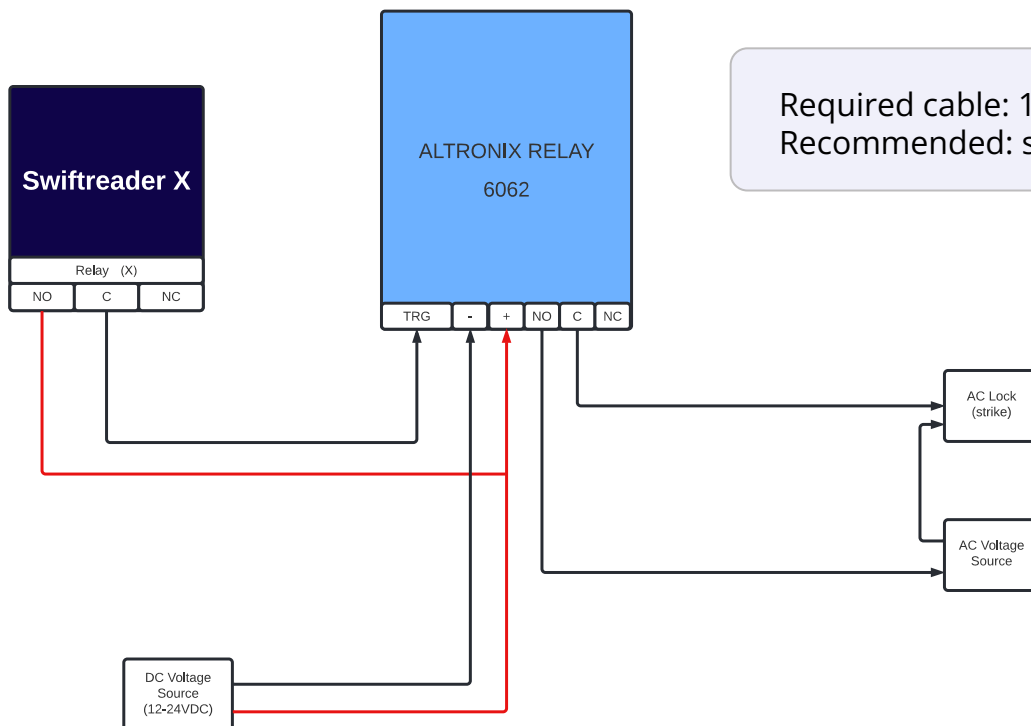 ALTRONIX RELAY
6062
Required cable: 1
Recommended: s
Swiftreader X
Relay (X)
NO C NC
TRG - + NO C NC
AC Lock
(strike)
AC Voltage
Source
DC Voltage
Source
(12-24VDC)